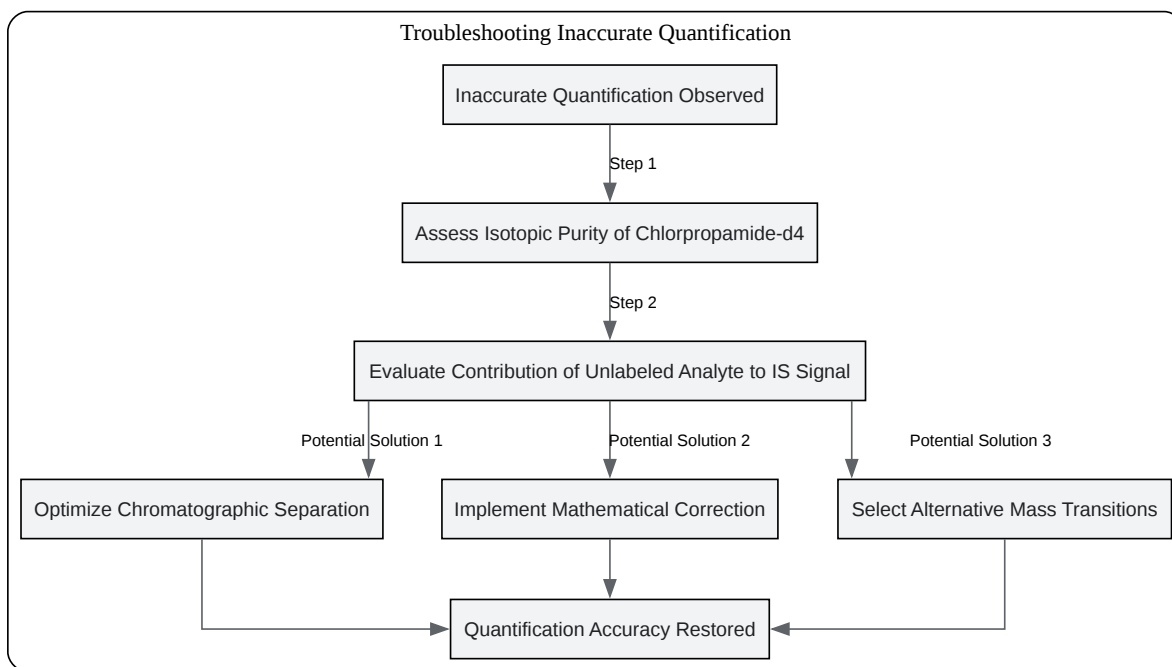 Troubleshooting Inaccurate Quantification
Inaccurate Quantification Observed
Step 1
Assess Isotopic Purity of Chlorpropamide-d4
Step 2
Evaluate Contribution of Unlabeled Analyte to IS Signal
Potential Solution 1
Potential Solution 2
Potential Solution 3
Optimize Chromatographic Separation
Implement Mathematical Correction
Select Alternative Mass Transitions
Quantification Accuracy Restored